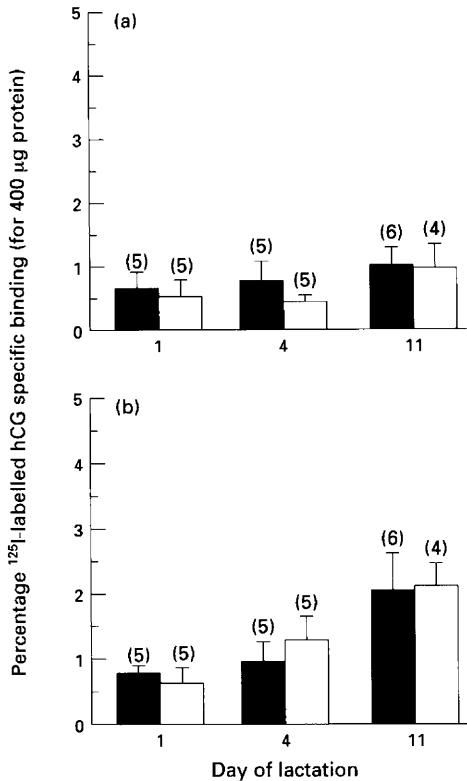 Percentage ¹²⁵I-labelled hCG specific binding (for 400 µg protein)
(a)
5
4
3
2
1
0
(5) (5) (5) (5) (6) (4)
1 4 11
(b)
5
4
3
2
1
0
(5) (5) (5) (5) (6) (4)
1 4 11
Day of lactation